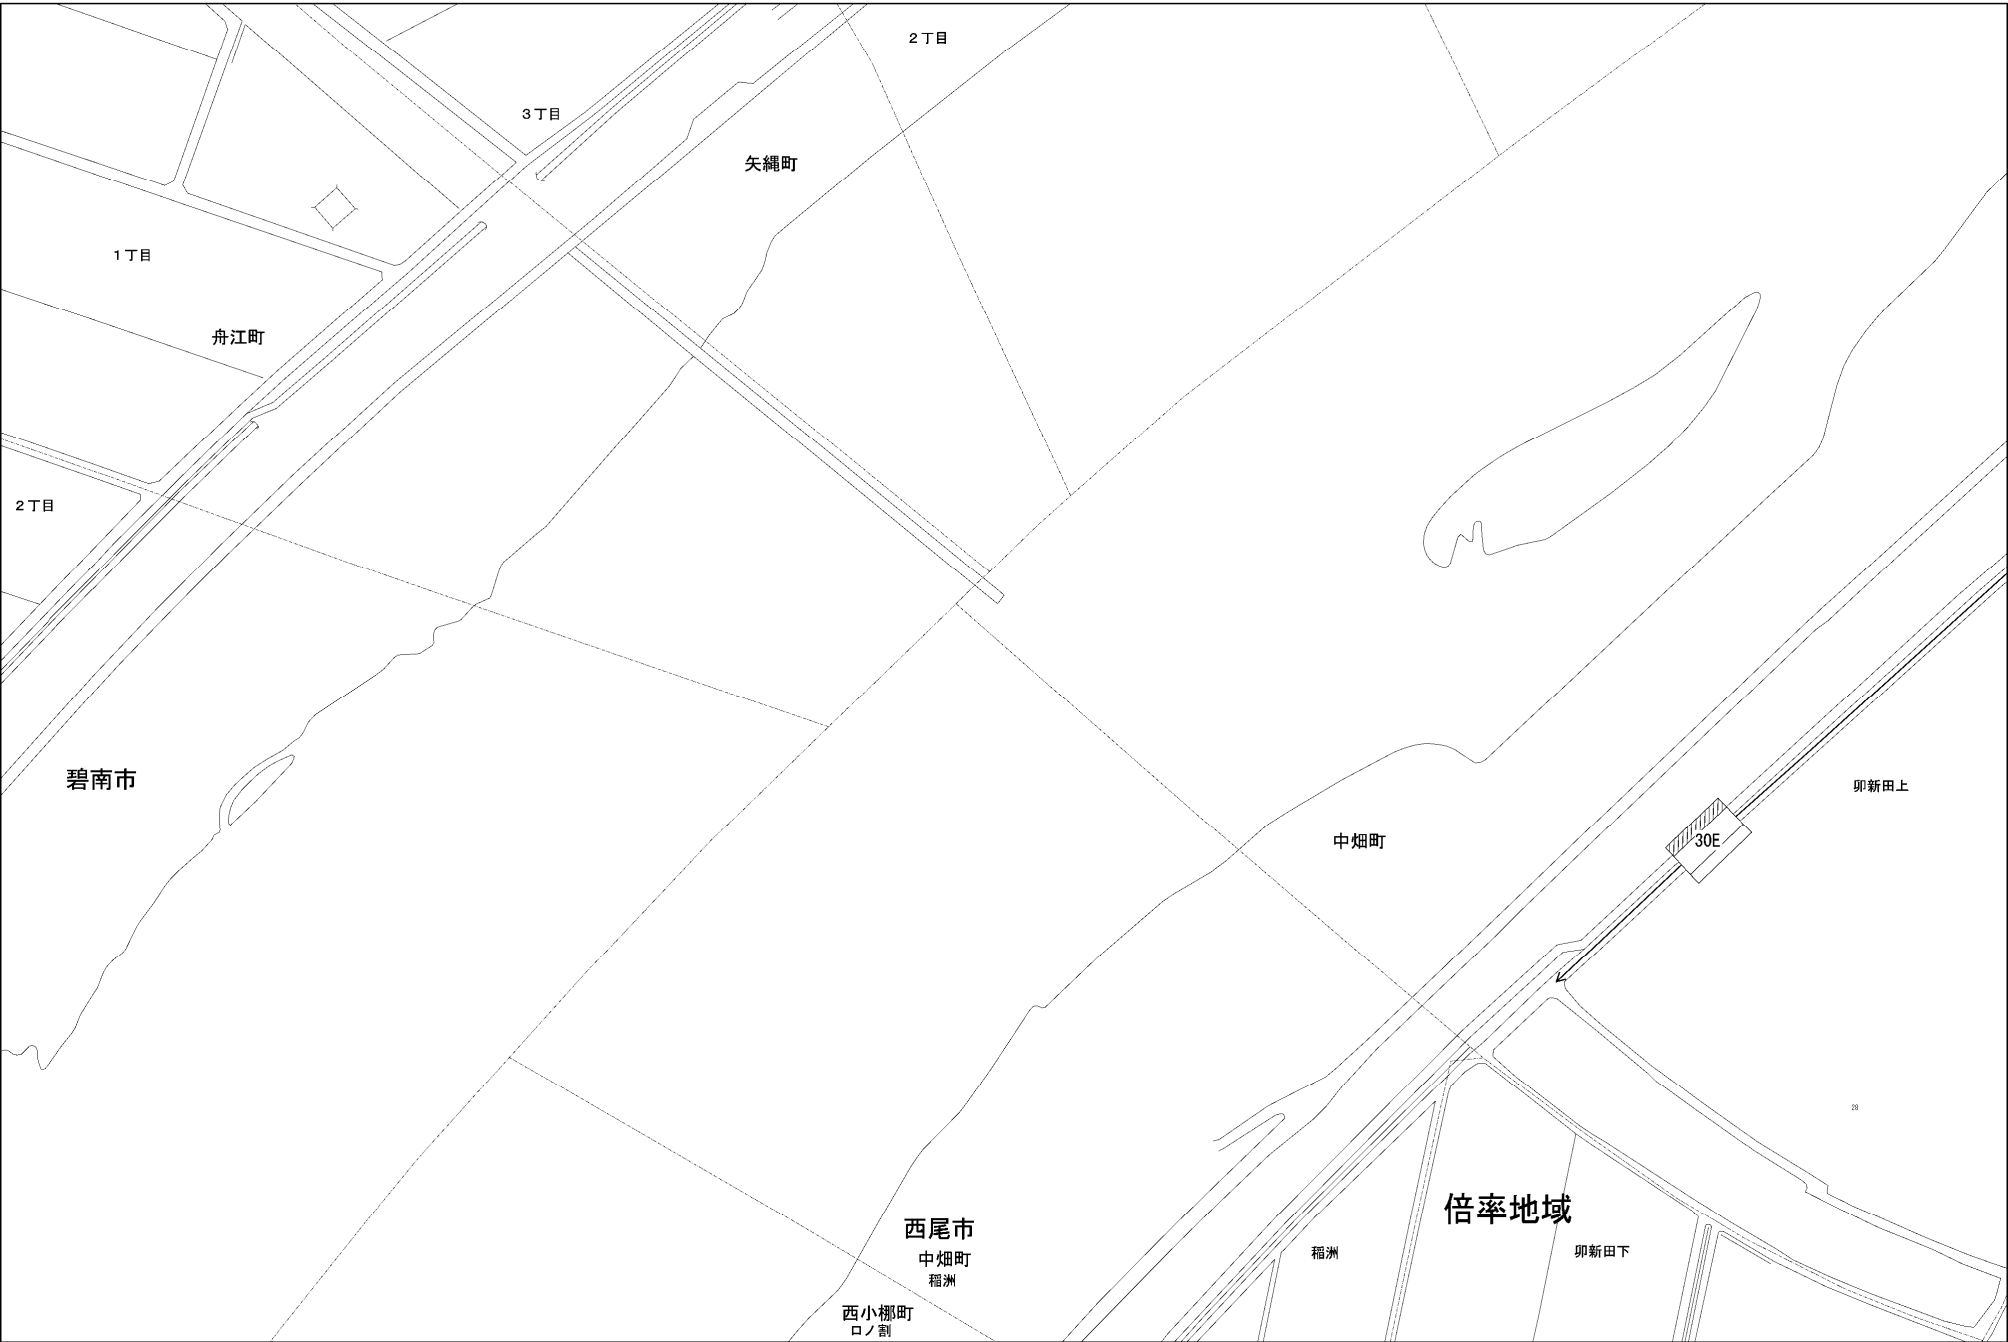 2丁目
3丁目
矢縄町
1丁目
舟江町
2丁目
碧南市
卯新田上
中畑町
30E
28
倍率地域
西尾市
中畑町
稲洲
稲洲
卯新田下
西小梛町
ロノ割